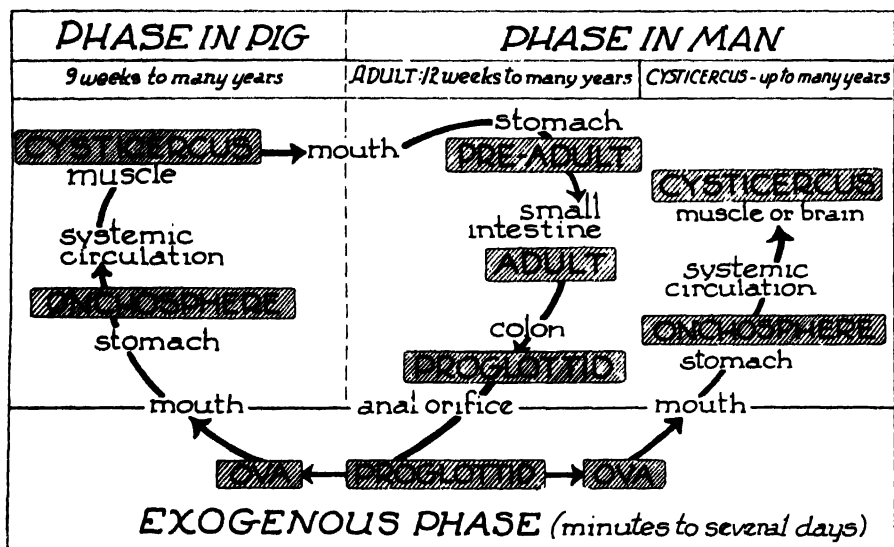 PHASE IN PIG
9 weeks to many years
CYSTICERCUS
muscle
systemic
circulation
ONCHOSPHERE
stomach
mouth
PHASE IN MAN
ADULT: 12 weeks to many years
CYSTICERCUS - up to many years
mouth
stomach
PRE-ADULT
small
intestine
ADULT
colon
PROGLOTTID
anal orifice
CYSTICERCUS
muscle or brain
systemic
circulation
ONCHOSPHERE
stomach
mouth
OVA
PROGLOTTID
OVA
EXOGENOUS PHASE (minutes to several days)